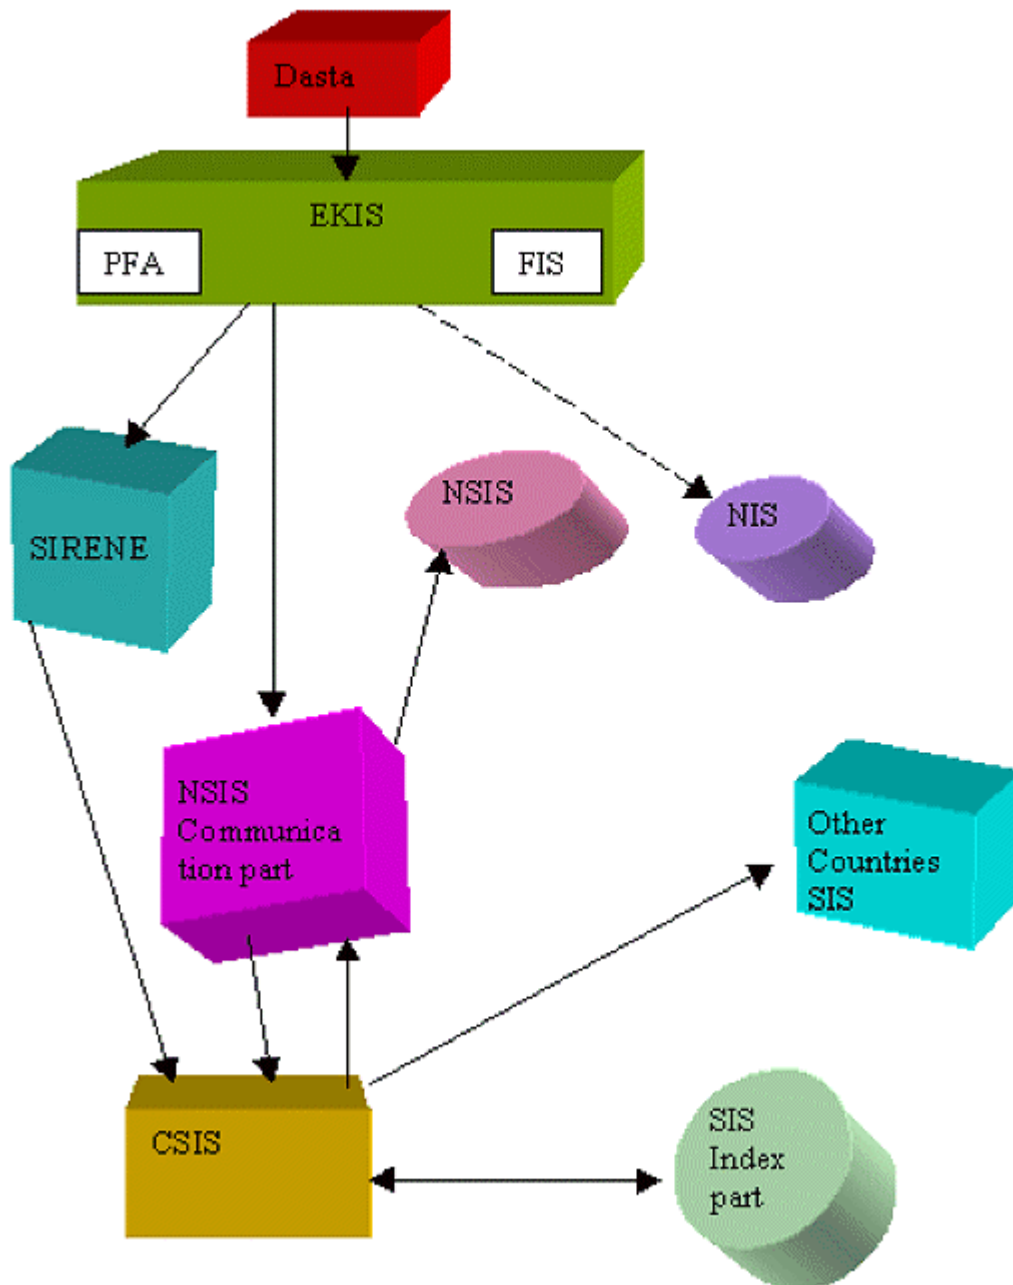 Dasta
EKIS
PFA
FIS
NSIS
NIS
SIRENE
NSIS
Communica
tion part
Other
Countries
SIS
CSIS
SIS
Index
part